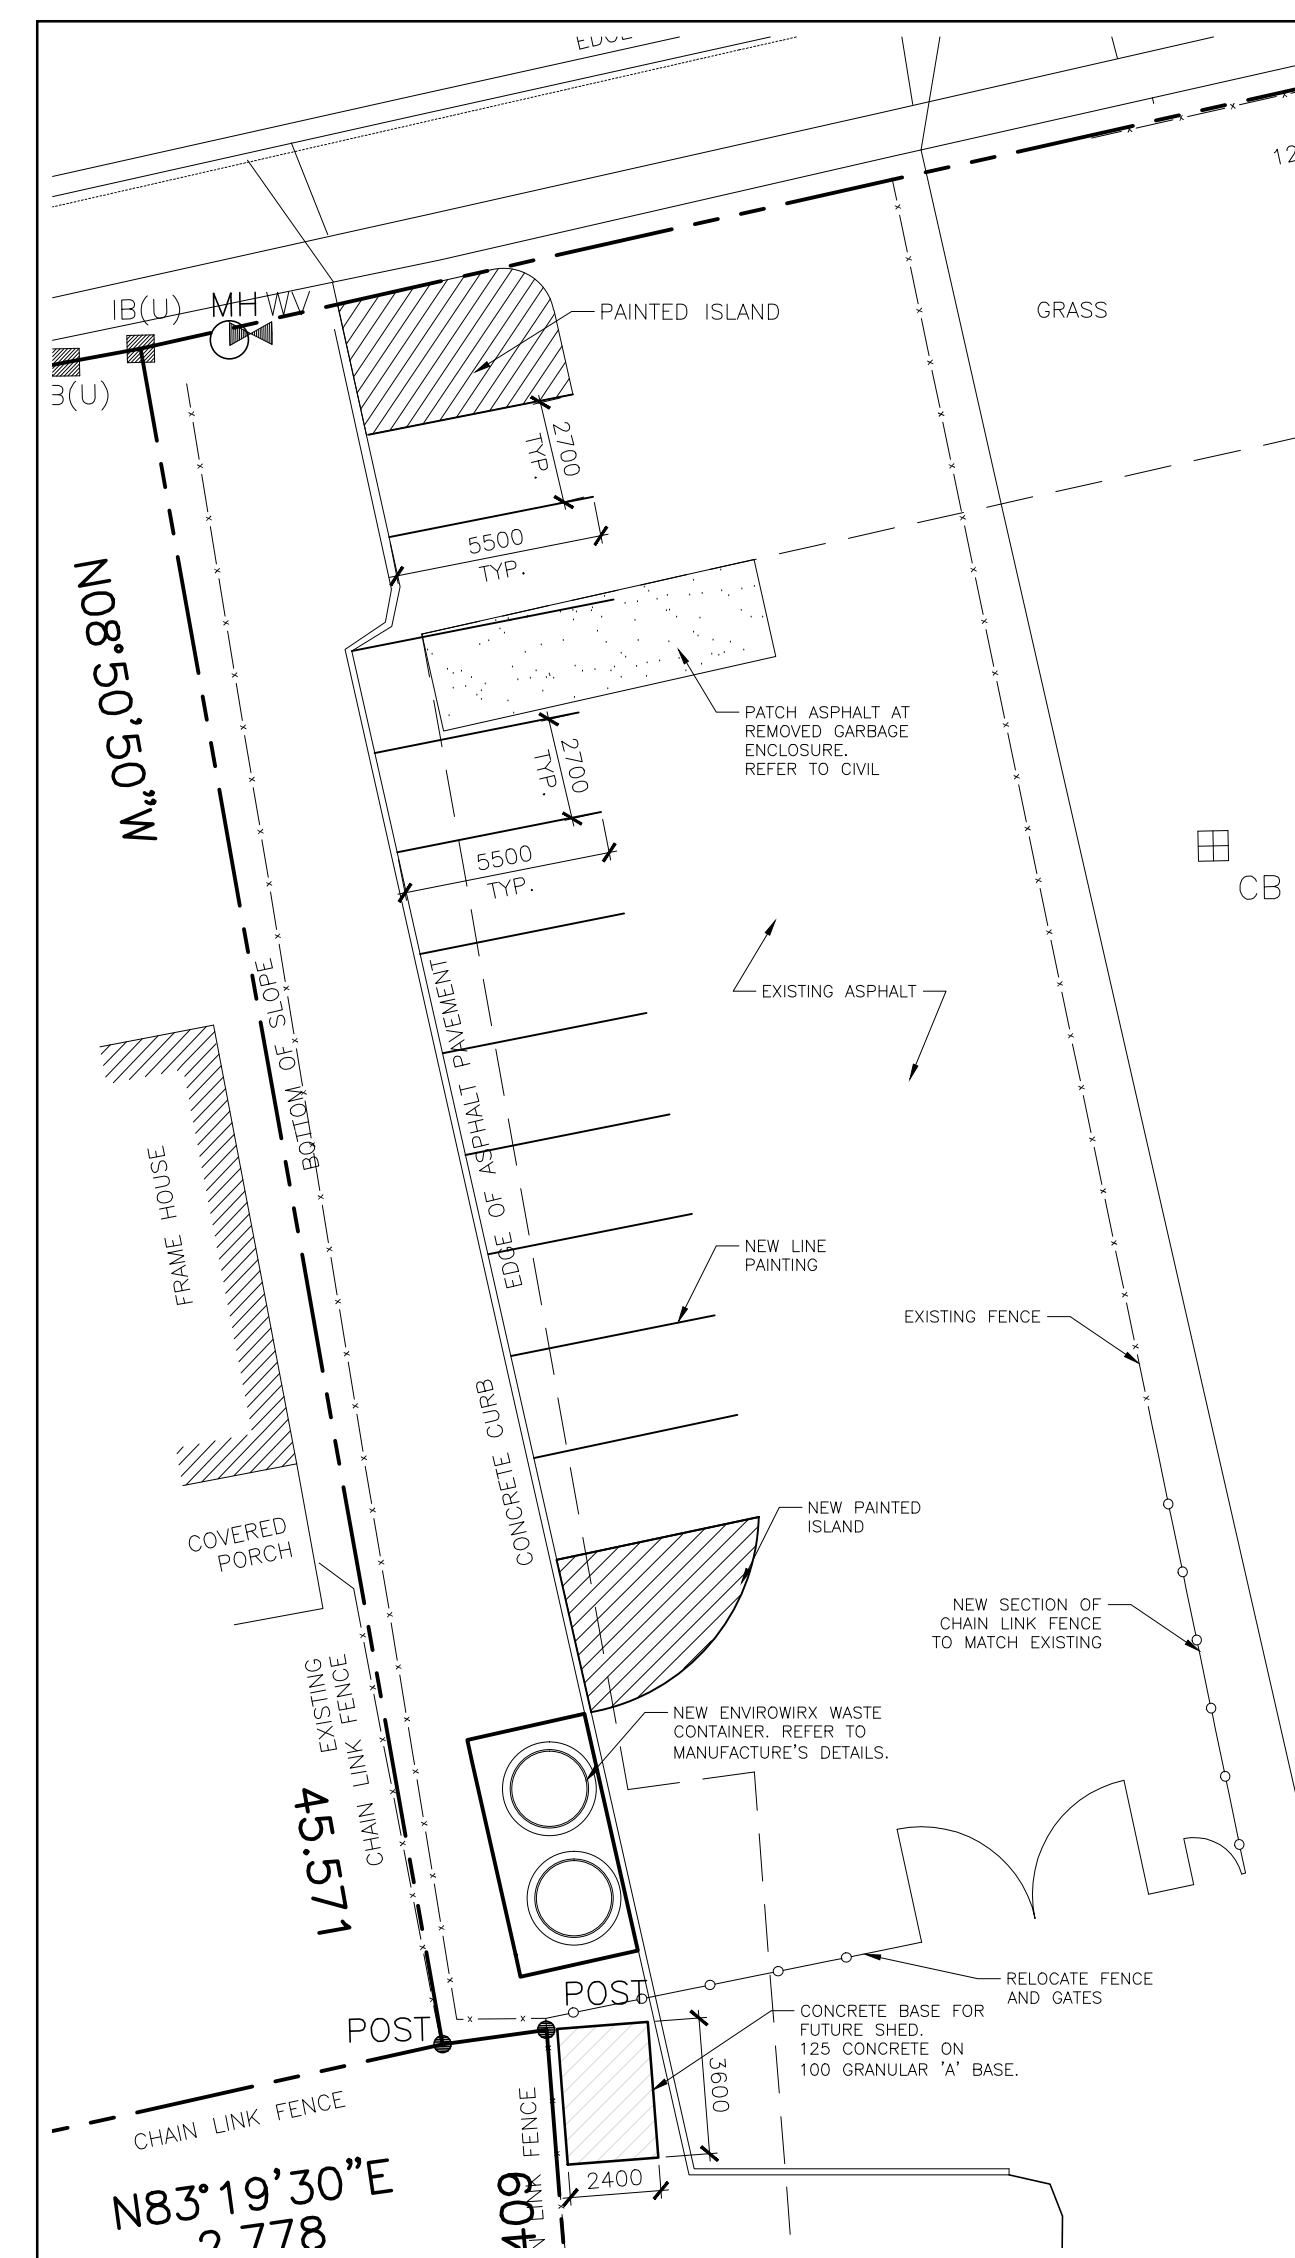 IB(U)
MH
WV
PAINTED ISLAND
GRASS
2700
TYP.
5500
TYP.
N08°50'50"W
PATCH ASPHALT AT
REMOVED GARBAGE
ENCLOSURE.
REFER TO CIVIL
2700
TYP.
5500
TYP.
CB
EXISTING ASPHALT
BOTTOM OF SLOPE
EDGE OF ASPHALT PAVEMENT
FRAME HOUSE
NEW LINE
PAINTING
EXISTING FENCE
CONCRETE CURB
COVERED
PORCH
NEW PAINTED
ISLAND
NEW SECTION OF
CHAIN LINK FENCE
TO MATCH EXISTING
EXISTING
CHAIN LINK FENCE
NEW ENVIROWIRX WASTE
CONTAINER. REFER TO
MANUFACTURE'S DETAILS.
45.571
POST
POST
RELOCATE FENCE
AND GATES
CONCRETE BASE FOR
FUTURE SHED.
125 CONCRETE ON
100 GRANULAR 'A' BASE.
3600
CHAIN LINK FENCE
LINK FENCE
2400
N83°19'30"E
2.778
409